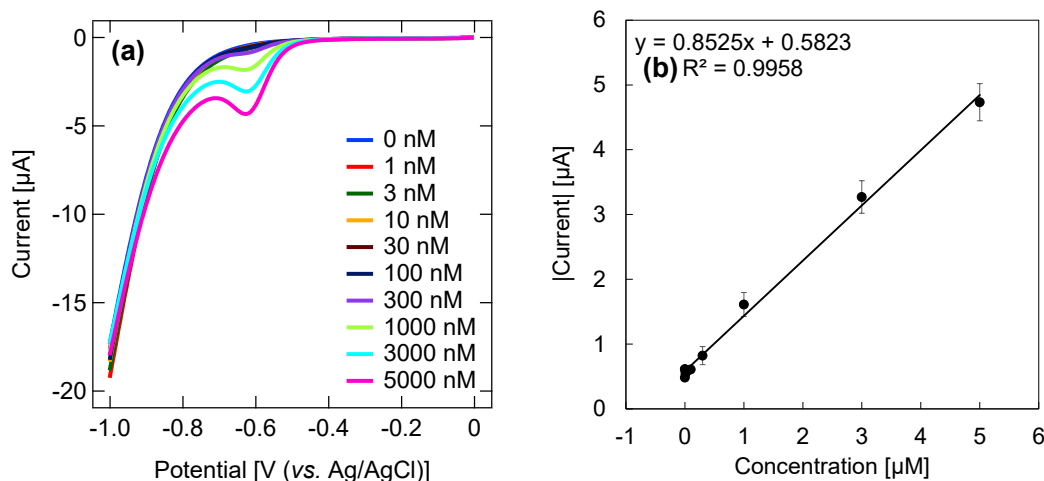 (a)
0
-5
-10
-15
-20
Current [µA]
0 nM
1 nM
3 nM
10 nM
30 nM
100 nM
300 nM
1000 nM
3000 nM
5000 nM
-1.0 -0.8 -0.6 -0.4 -0.2 0
Potential [V (vs. Ag/AgCl)]
y = 0.8525x + 0.5823
(b) R² = 0.9958
6
5
4
3
2
1
0
|Current| [µA]
-1 0 1 2 3 4 5 6
Concentration [µM]